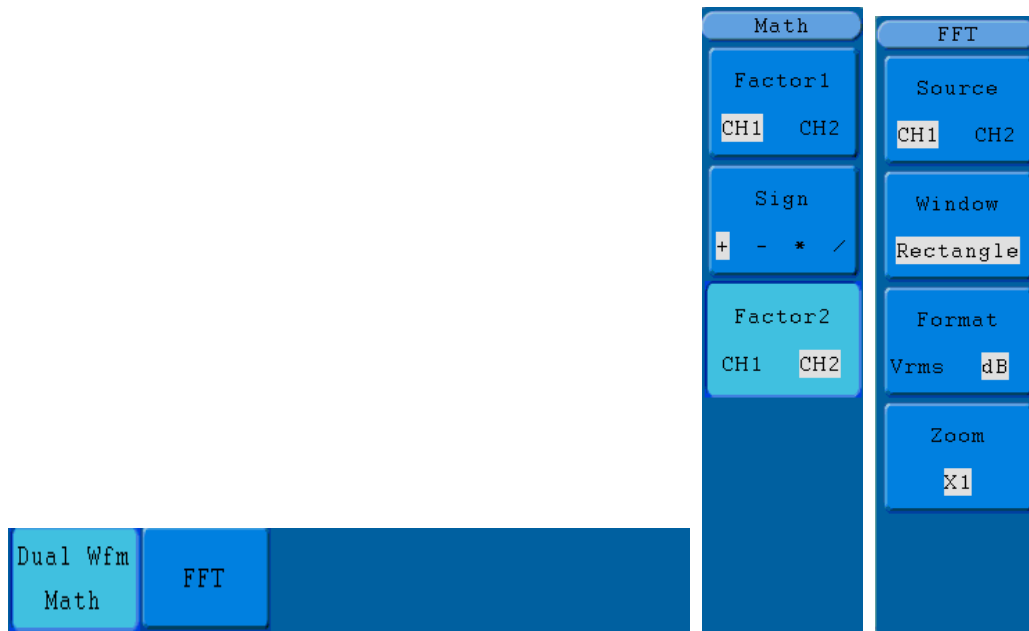 Math
Factor1
CH1 CH2
Sign
+ - * /
Factor2
CH1 CH2
FFT
Source
CH1 CH2
Window
Rectangle
Format
Vrms dB
Zoom
X1
Dual Wfm
Math
FFT